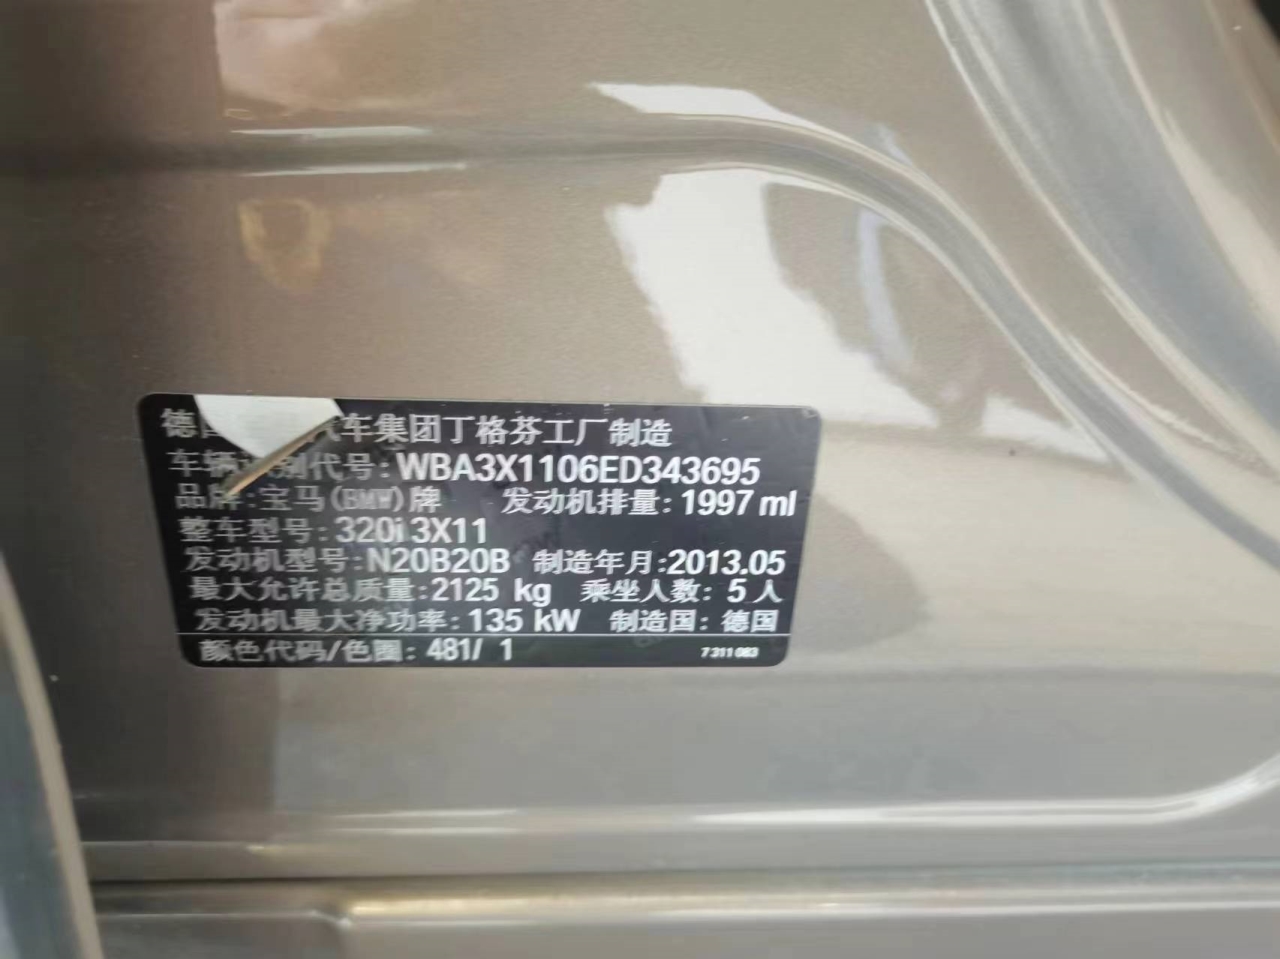 德国 汽车集团丁格芬工厂制造
车辆识别代号:WBA3X1106ED343695
品牌:宝马(BMW)牌 发动机排量:1997 ml
整车型号:320i 3X11
发动机型号:N20B20B 制造年月:2013.05
最大允许总质量:2125 kg 乘坐人数: 5 人
发动机最大净功率:135 kW 制造国: 德国
颜色代码/色圈: 481/ 1 7 311 083